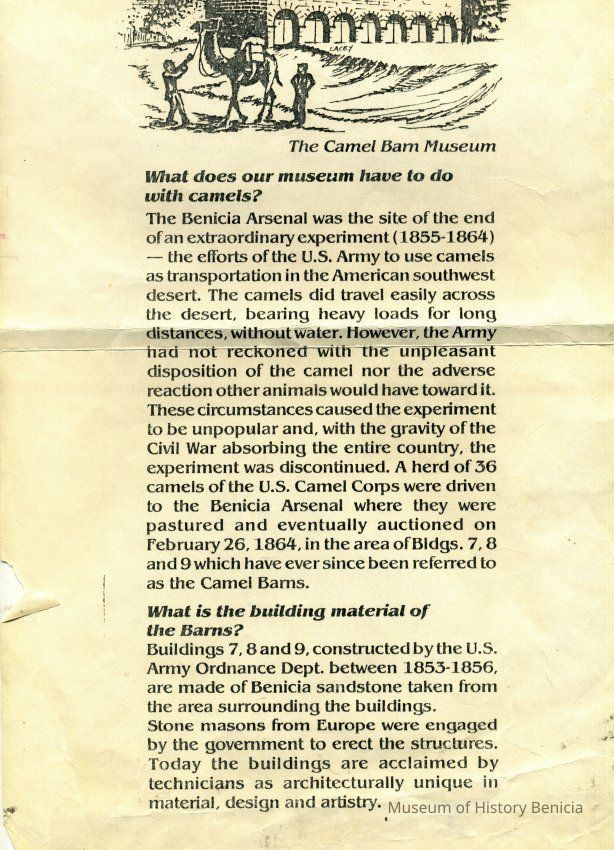 LACEY
The Camel Barn Museum
What does our museum have to do
with camels?
The Benicia Arsenal was the site of the end
of an extraordinary experiment (1855-1864)
— the efforts of the U.S. Army to use camels
as transportation in the American southwest
desert. The camels did travel easily across
the desert, bearing heavy loads for long
distances, without water. However, the Army
had not reckoned with the unpleasant
disposition of the camel nor the adverse
reaction other animals would have toward it.
These circumstances caused the experiment
to be unpopular and, with the gravity of the
Civil War absorbing the entire country, the
experiment was discontinued. A herd of 36
camels of the U.S. Camel Corps were driven
to the Benicia Arsenal where they were
pastured and eventually auctioned on
February 26, 1864, in the area of Bldgs. 7, 8
and 9 which have ever since been referred to
as the Camel Barns.
What is the building material of
the Barns?
Buildings 7, 8 and 9, constructed by the U.S.
Army Ordnance Dept. between 1853-1856,
are made of Benicia sandstone taken from
the area surrounding the buildings.
Stone masons from Europe were engaged
by the government to erect the structures.
Today the buildings are acclaimed by
technicians as architecturally unique in
material, design and artistry.
Museum of History Benicia